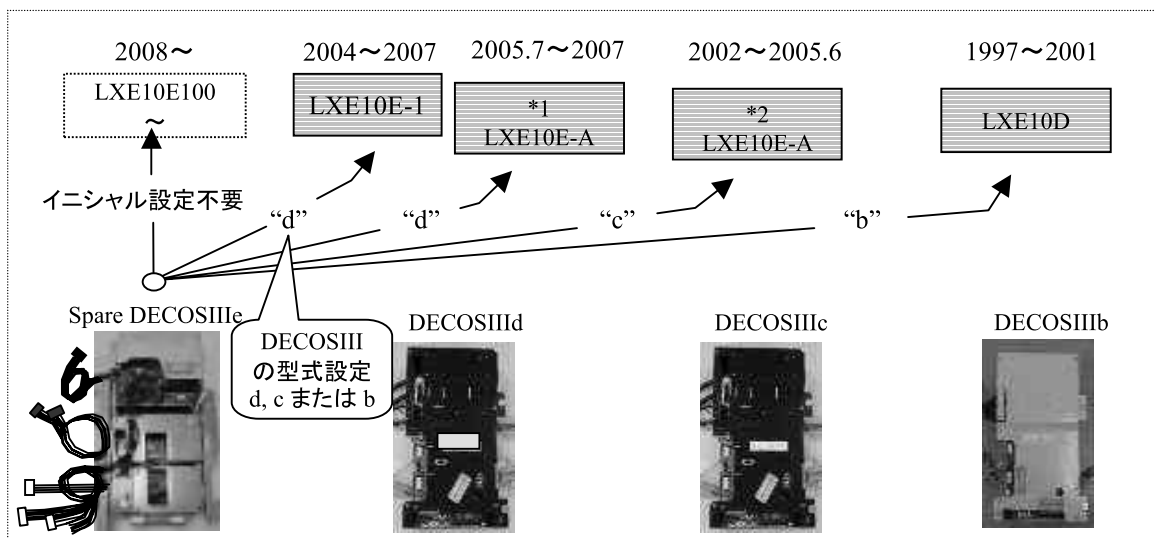 2008～
2004～2007
2005.7～2007
2002～2005.6
1997～2001
LXE10E100
～
LXE10E-1
*1
LXE10E-A
*2
LXE10E-A
LXE10D
イニシャル設定不要
“d”
“d”
“c”
“b”
Spare DECOSIIIe
DECOSIII
の型式設定
d, c または b
DECOSIIId
DECOSIIIc
DECOSIIIb